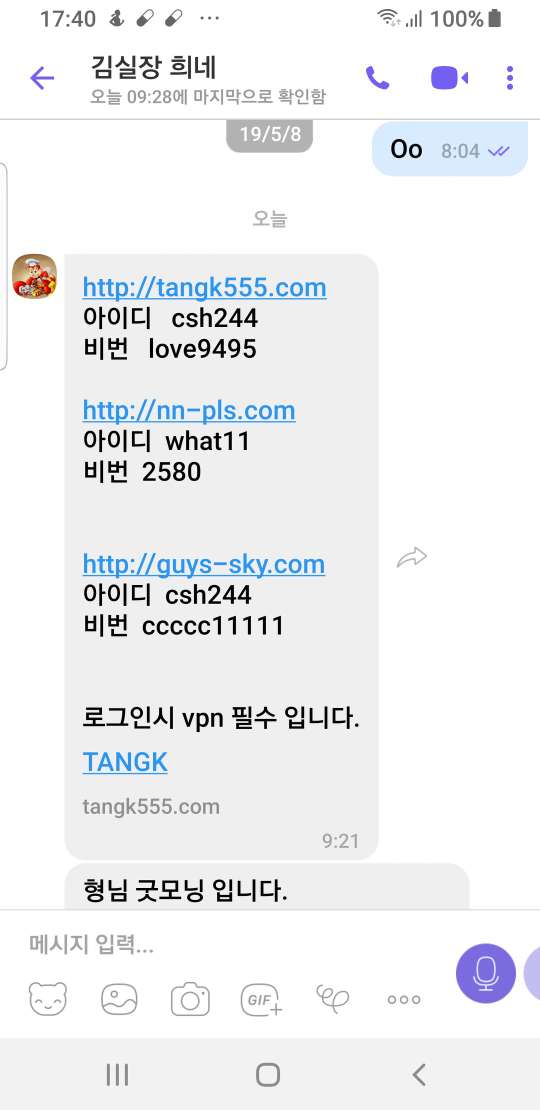 17:40 ... 100%
김실장 희네
오늘 09:28에 마지막으로 확인함
19/5/8
Oo 8:04
오늘
http://tangk555.com
아이디 csh244
비번 love9495
http://nn-pls.com
아이디 what11
비번 2580
http://guys-sky.com
아이디 csh244
비번 ccccc11111
로그인시 vpn 필수 입니다.
TANGK
tangk555.com
9:21
형님 굿모닝 입니다.
메시지 입력...
GIF